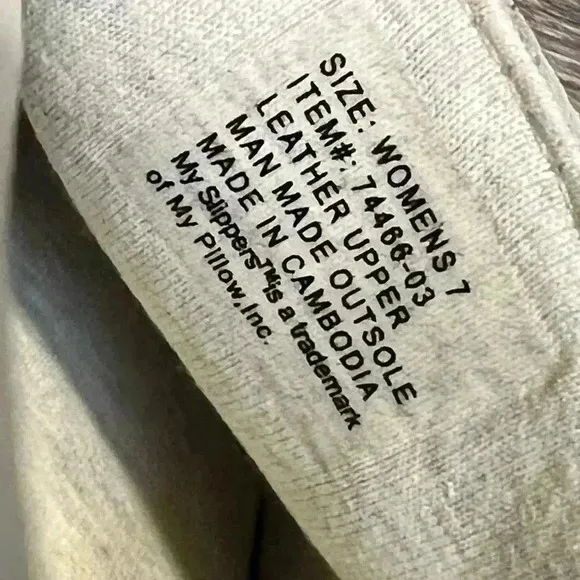 SIZE: WOMENS 7
ITEM#: 74466-03
LEATHER UPPER
MAN MADE OUTSOLE
MADE IN CAMBODIA
My Slippers™ is a trademark
of My Pillow, Inc.